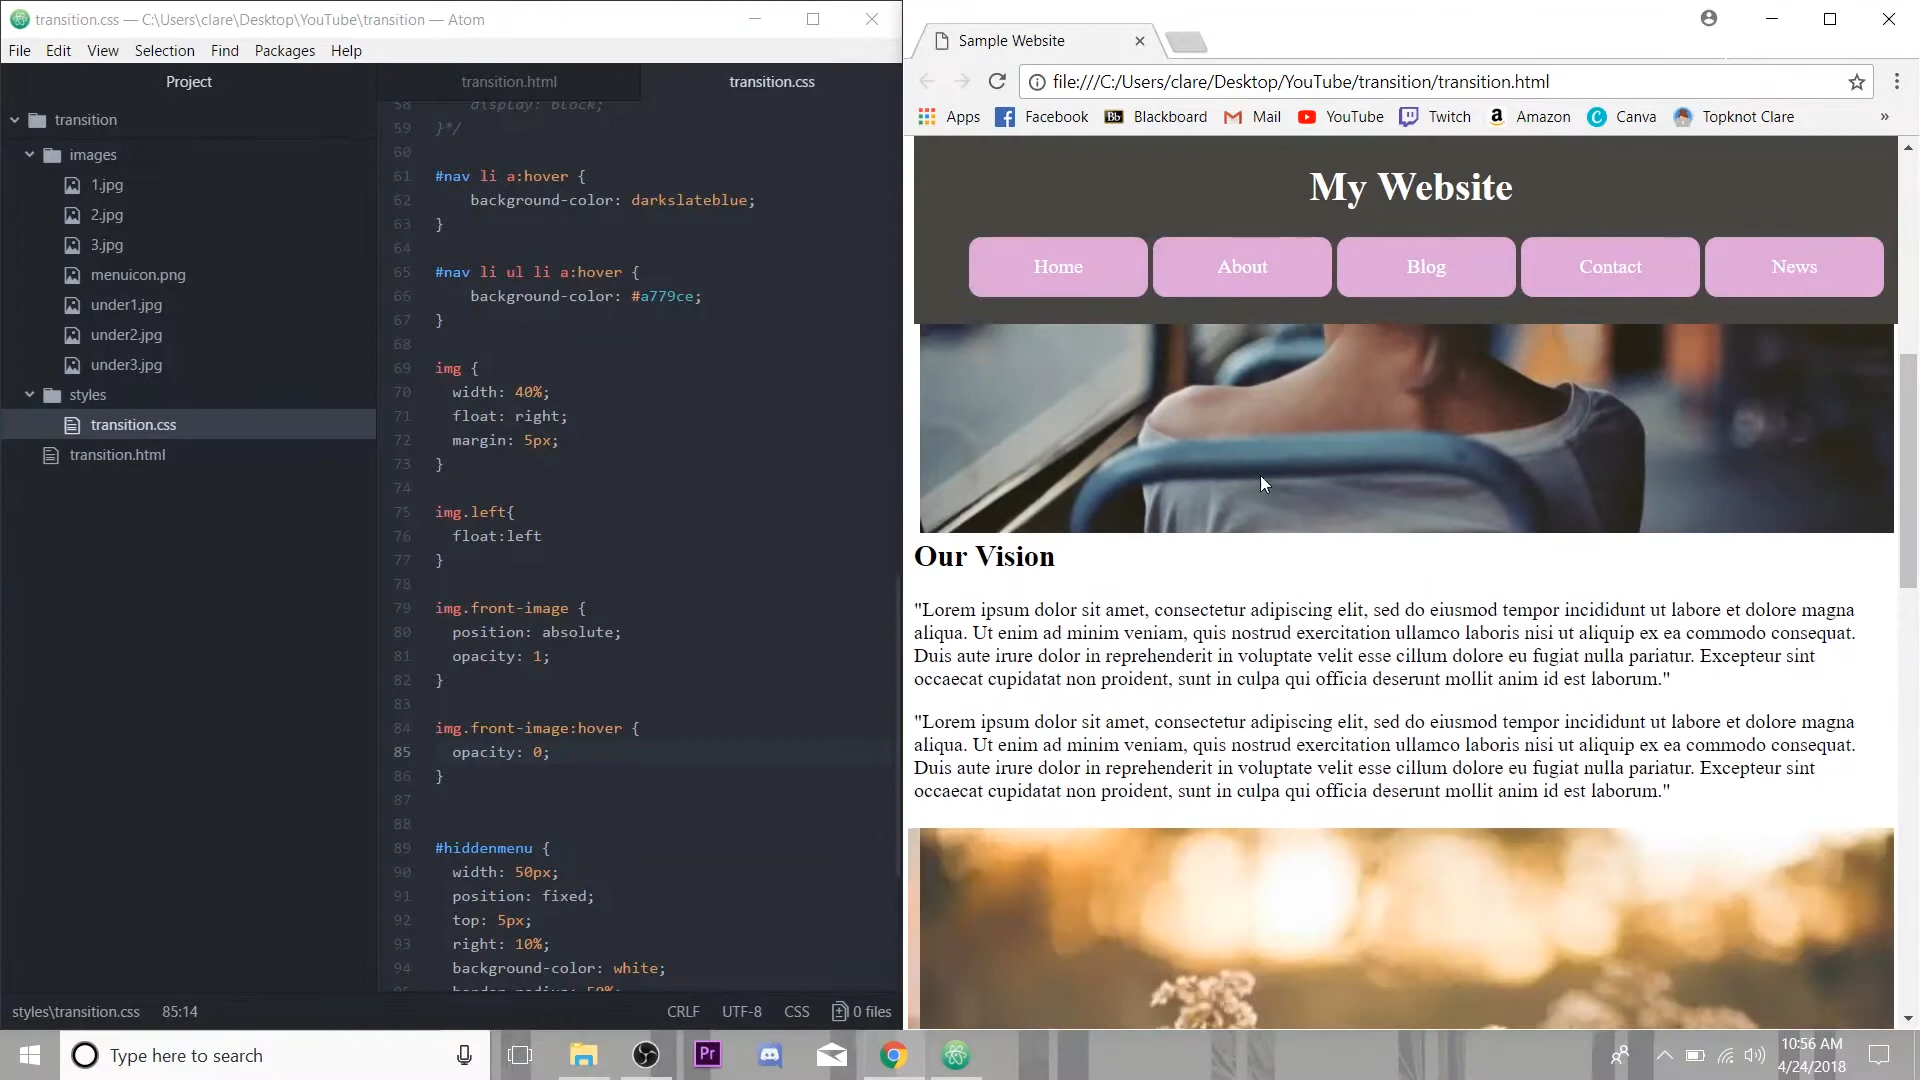 transition.css — C:\Users\clare\Desktop\YouTube\transition — Atom
File Edit View Selection Find Packages Help
Project
transition
images
1.jpg
2.jpg
3.jpg
menuicon.png
under1.jpg
under2.jpg
under3.jpg
styles
transition.css
transition.html
transition.html transition.css
58 display: block;
59 }*/
60
61 #nav li a:hover {
62 background-color: darkslateblue;
63 }
64
65 #nav li ul li a:hover {
66 background-color: #a779ce;
67 }
68
69 img {
70 width: 40%;
71 float: right;
72 margin: 5px;
73 }
74
75 img.left{
76 float:left
77 }
78
79 img.front-image {
80 position: absolute;
81 opacity: 1;
82 }
83
84 img.front-image:hover {
85 opacity: 0;
86 }
87
88
89 #hiddenmenu {
90 width: 50px;
91 position: fixed;
92 top: 5px;
93 right: 10%;
94 background-color: white;
95 border-radius: 50%;
styles\transition.css 85:14 CRLF UTF-8 CSS 0 files
Sample Website
file:///C:/Users/clare/Desktop/YouTube/transition/transition.html
Apps Facebook Bb Blackboard Mail YouTube Twitch a Amazon C Canva Topknot Clare »
My Website
Home About Blog Contact News
Our Vision
"Lorem ipsum dolor sit amet, consectetur adipiscing elit, sed do eiusmod tempor incididunt ut labore et dolore magna
aliqua. Ut enim ad minim veniam, quis nostrud exercitation ullamco laboris nisi ut aliquip ex ea commodo consequat.
Duis aute irure dolor in reprehenderit in voluptate velit esse cillum dolore eu fugiat nulla pariatur. Excepteur sint
occaecat cupidatat non proident, sunt in culpa qui officia deserunt mollit anim id est laborum."
"Lorem ipsum dolor sit amet, consectetur adipiscing elit, sed do eiusmod tempor incididunt ut labore et dolore magna
aliqua. Ut enim ad minim veniam, quis nostrud exercitation ullamco laboris nisi ut aliquip ex ea commodo consequat.
Duis aute irure dolor in reprehenderit in voluptate velit esse cillum dolore eu fugiat nulla pariatur. Excepteur sint
occaecat cupidatat non proident, sunt in culpa qui officia deserunt mollit anim id est laborum."
Type here to search
Pr
10:56 AM
4/24/2018